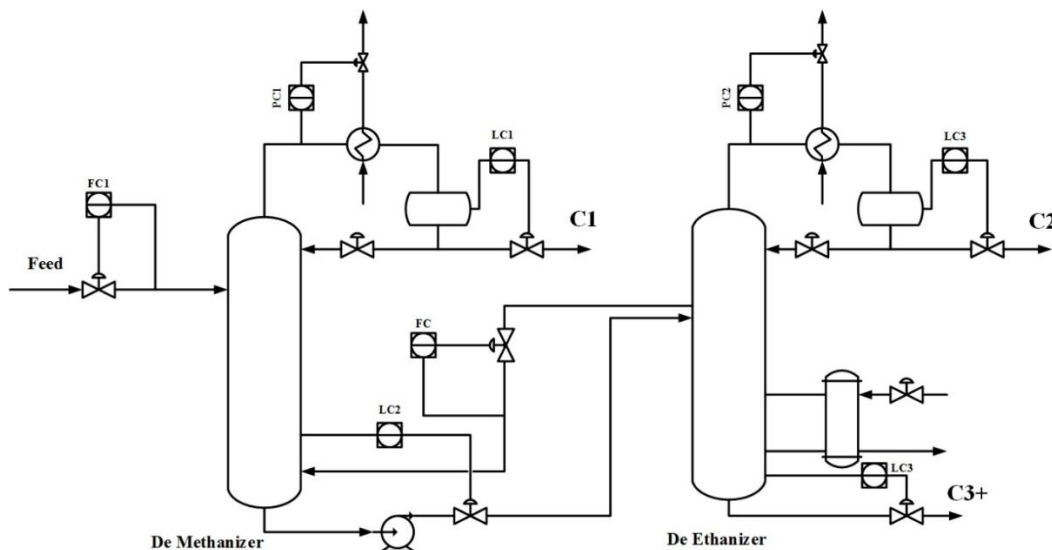 PC1
PC2
LC1
LC3
FC1
C1
C2
Feed
FC
LC2
LC3
C3+
De Methanizer
De Ethanizer